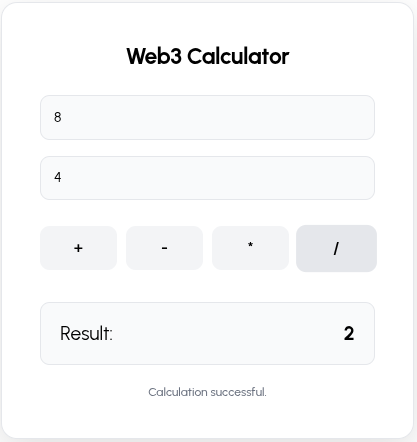 Web3 Calculator
8
4
+ - * /
Result: 2
Calculation successful.